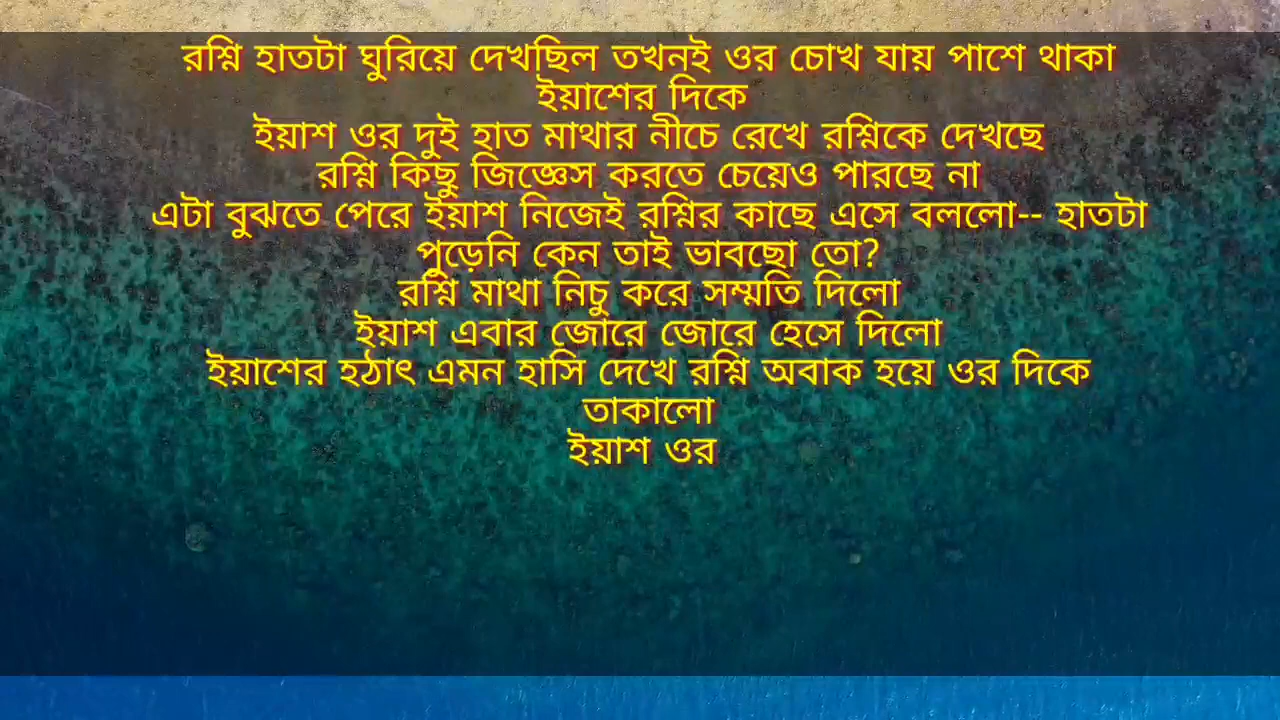 রশ্নি হাতটা ঘুরিয়ে দেখছিল তখনই ওর চোখ যায় পাশে থাকা
ইয়াশের দিকে
ইয়াশ ওর দুই হাত মাথার নীচে রেখে রশ্নিকে দেখছে
রশ্নি কিছু জিজ্ঞেস করতে চেয়েও পারছে না
এটা বুঝতে পেরে ইয়াশ নিজেই রশ্নির কাছে এসে বললো-- হাতটা
পুড়েনি কেন তাই ভাবছো তো?
রশ্নি মাথা নিচু করে সম্মতি দিলো
ইয়াশ এবার জোরে জোরে হেসে দিলো
ইয়াশের হঠাৎ এমন হাসি দেখে রশ্নি অবাক হয়ে ওর দিকে
তাকালো
ইয়াশ ওর